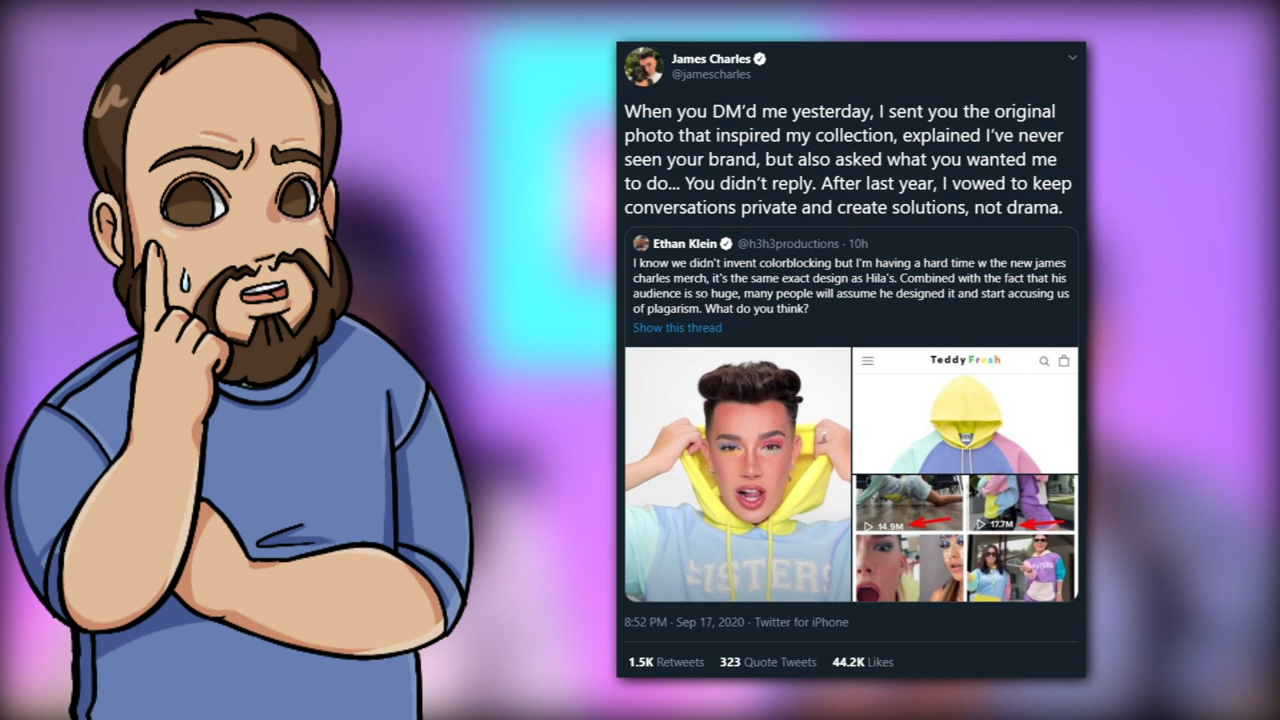 James Charles
@jamescharles
When you DM'd me yesterday, I sent you the original
photo that inspired my collection, explained I've never
seen your brand, but also asked what you wanted me
to do... You didn't reply. After last year, I vowed to keep
conversations private and create solutions, not drama.
Ethan Klein @h3h3productions · 10h
I know we didn't invent colorblocking but I'm having a hard time w the new james
charles merch, it's the same exact design as Hila's. Combined with the fact that his
audience is so huge, many people will assume he designed it and start accusing us
of plagarism. What do you think?
Show this thread
Teddy Fresh
SISTERS
14.9M
17.7M
8:52 PM · Sep 17, 2020 · Twitter for iPhone
1.5K Retweets 323 Quote Tweets 44.2K Likes